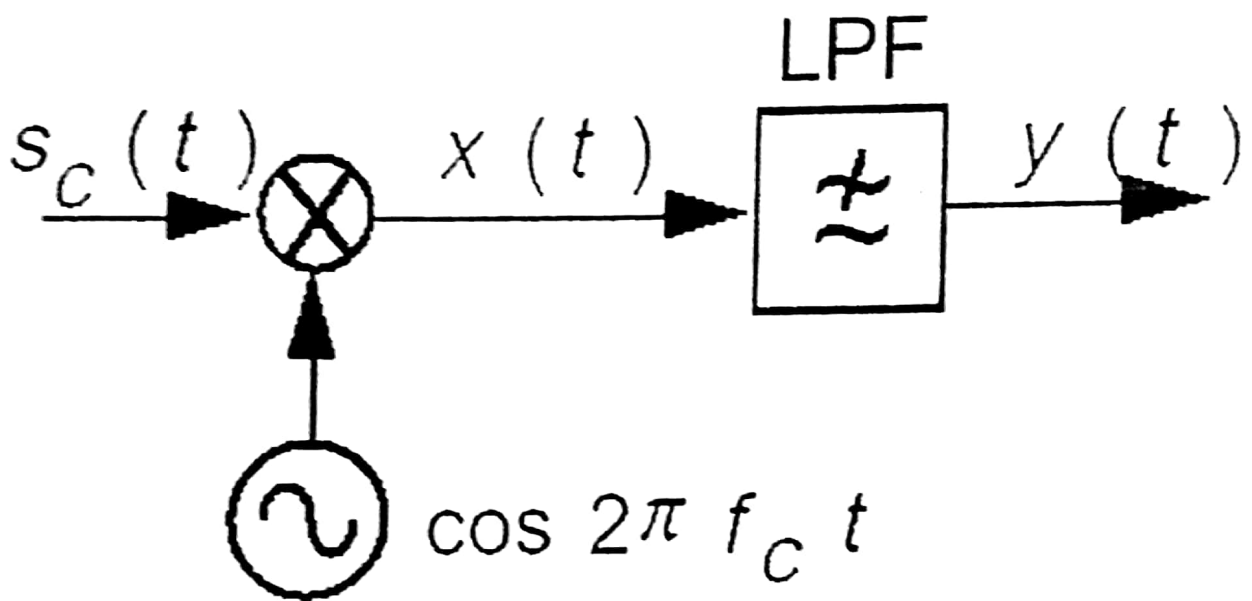 LPF
s_c(t)
x(t)
y(t)
cos 2π f_c t